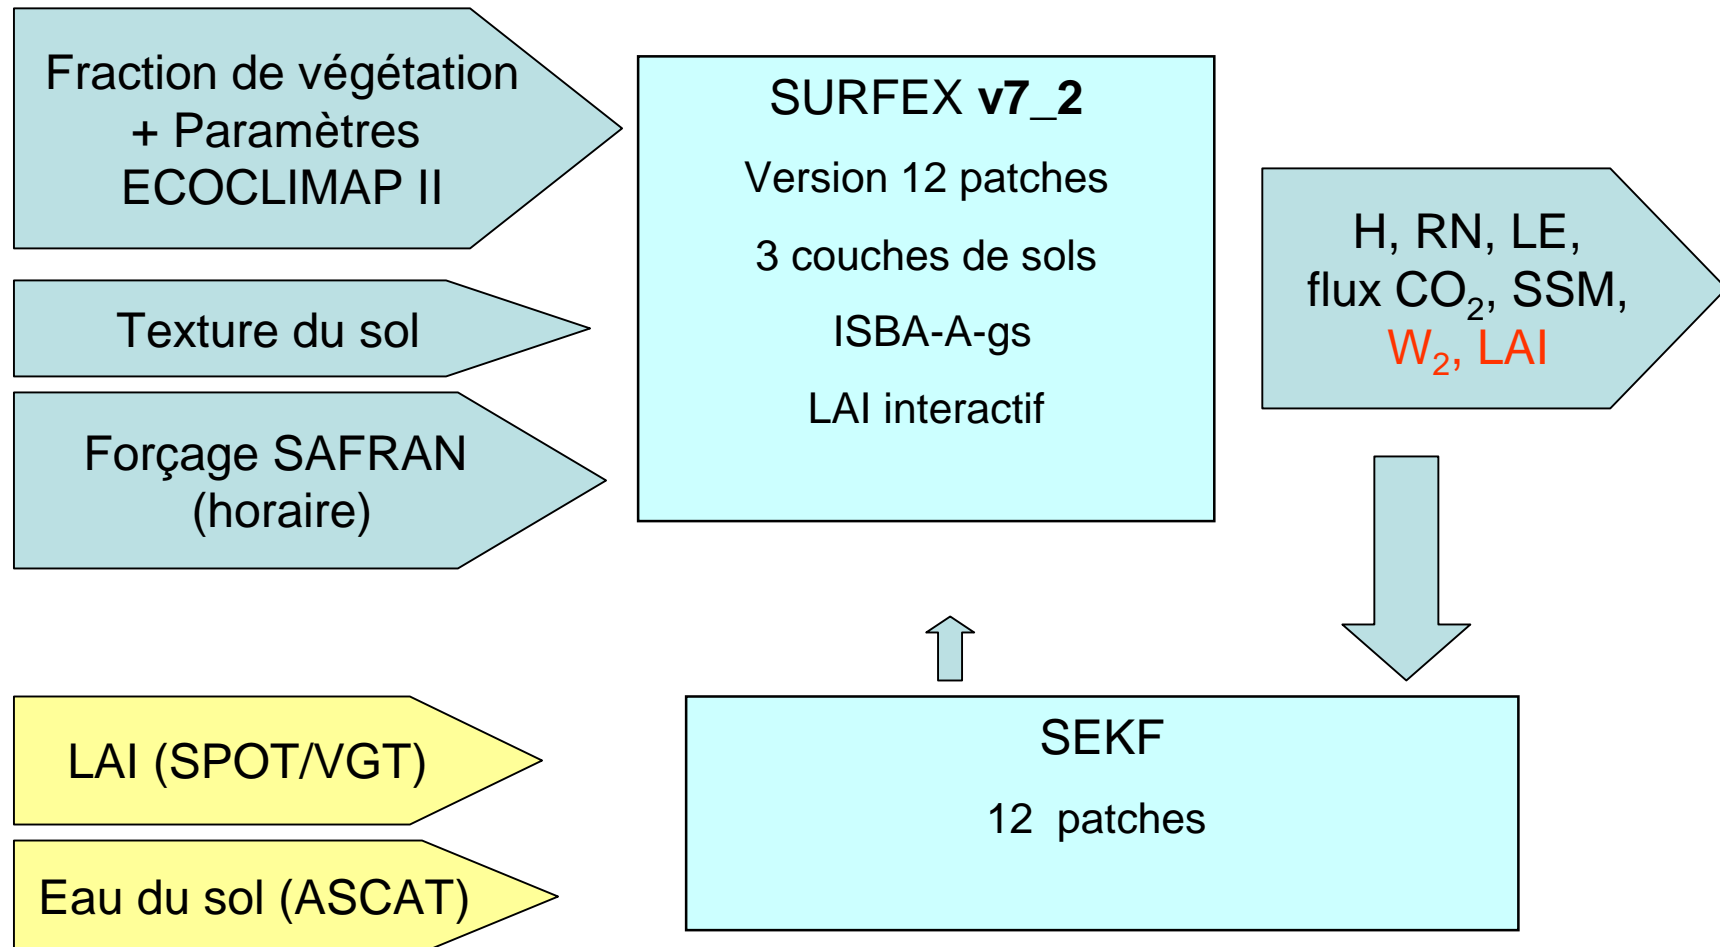 Fraction de végétation
+ Paramètres
ECOCLIMAP II
Texture du sol
Forçage SAFRAN
(horaire)
SURFEX v7_2
Version 12 patches
3 couches de sols
ISBA-A-gs
LAI interactif
H, RN, LE,
flux CO₂, SSM,
W₂, LAI
LAI (SPOT/VGT)
Eau du sol (ASCAT)
SEKF
12 patches